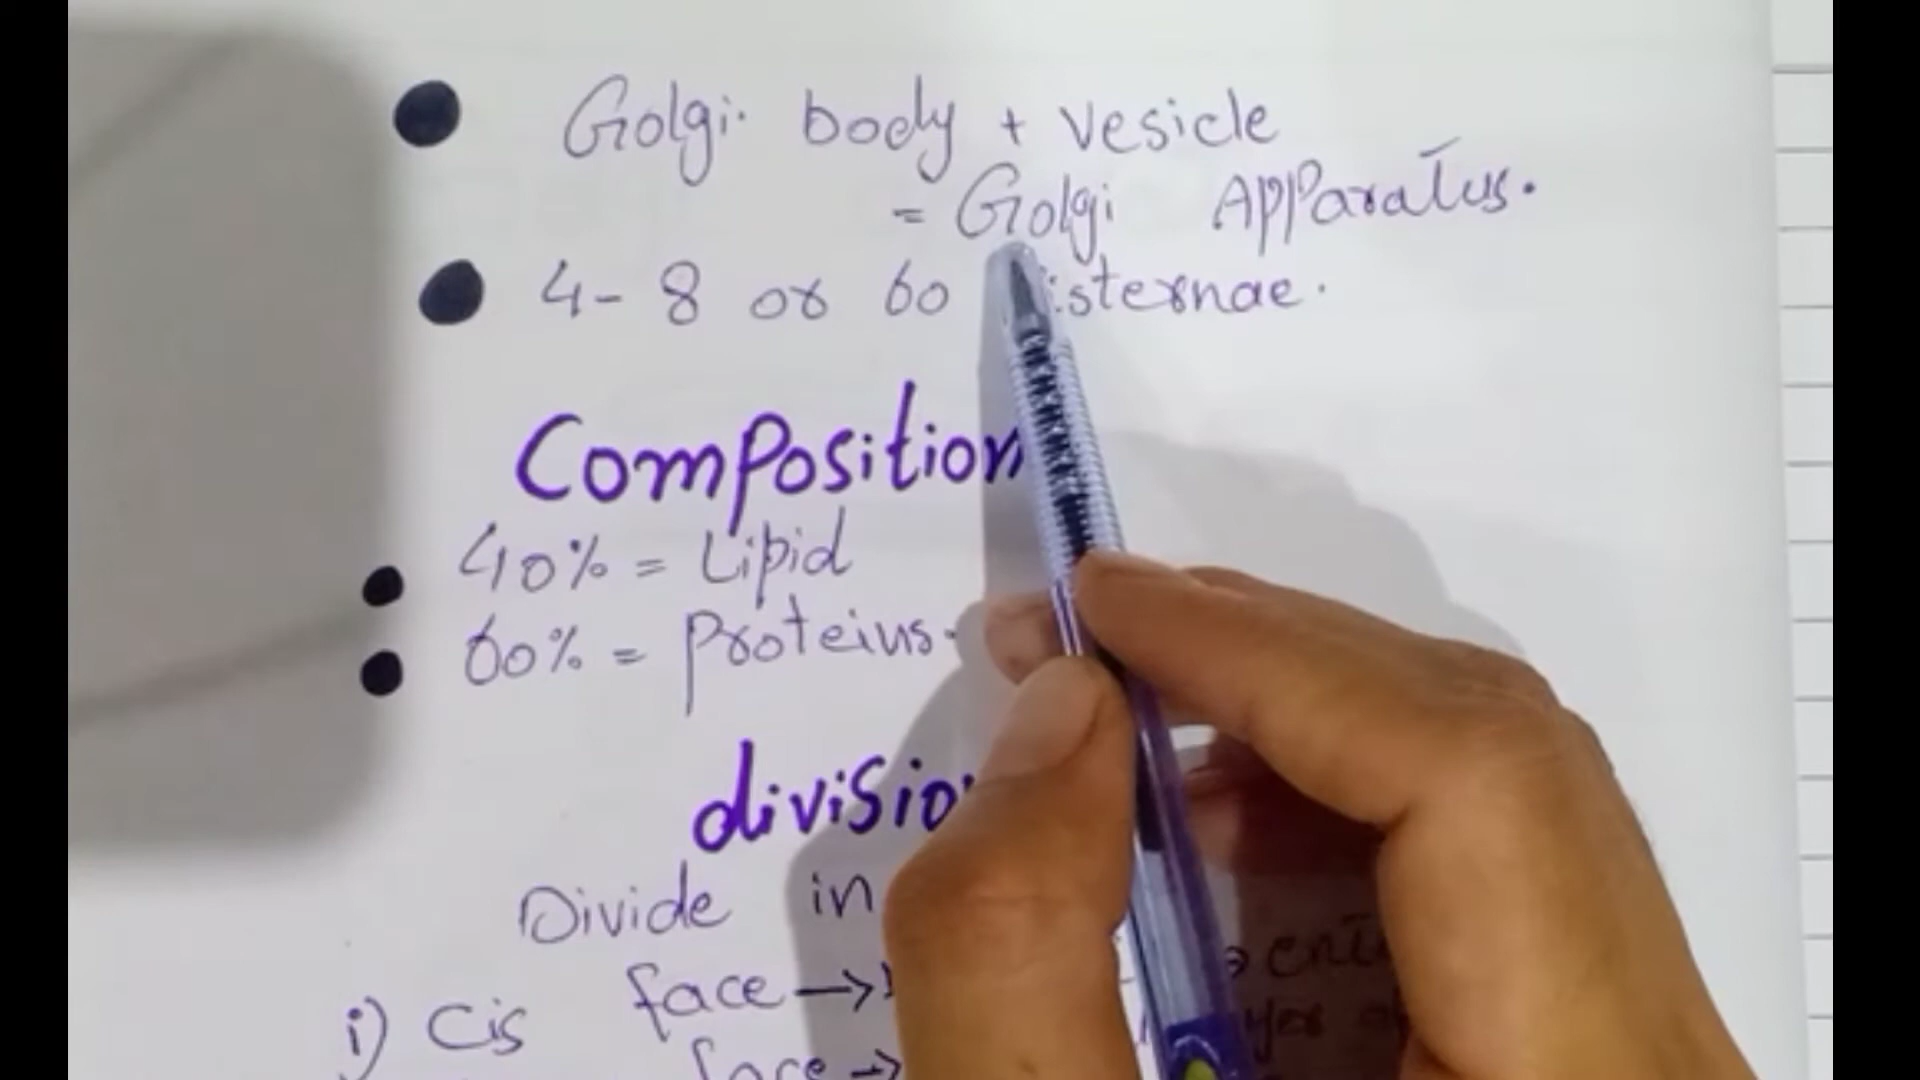 Golgi body + vesicle
= Golgi Apparatus.
4-8 or 60 isternae.
Composition
40% = Lipid
60% = Proteins.
divisio
Divide in
i) Cis face →
face →